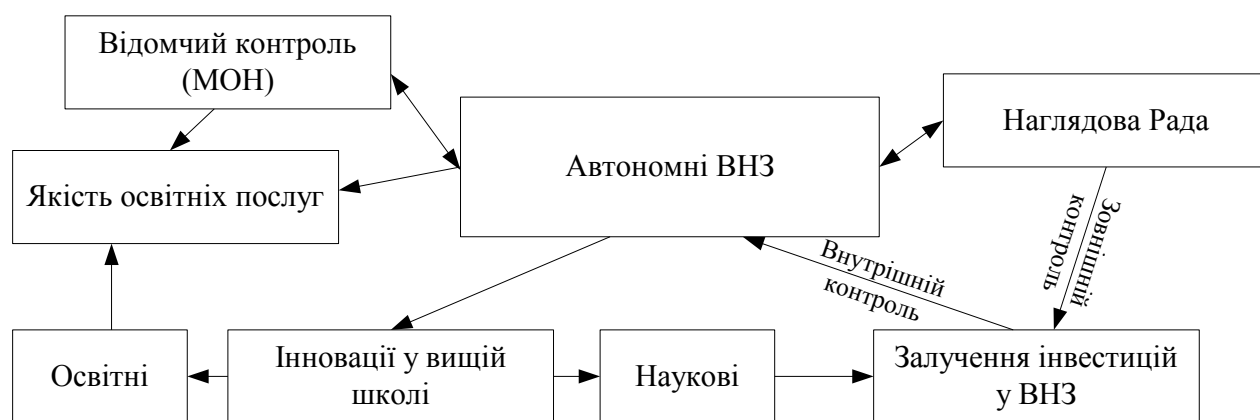 Відомчий контроль
(МОН)
Наглядова Рада
Автономні ВНЗ
Якість освітніх послуг
Зовнішній
контроль
Внутрішній
контроль
Освітні
Інновації у вищій
школі
Наукові
Залучення інвестицій
у ВНЗ